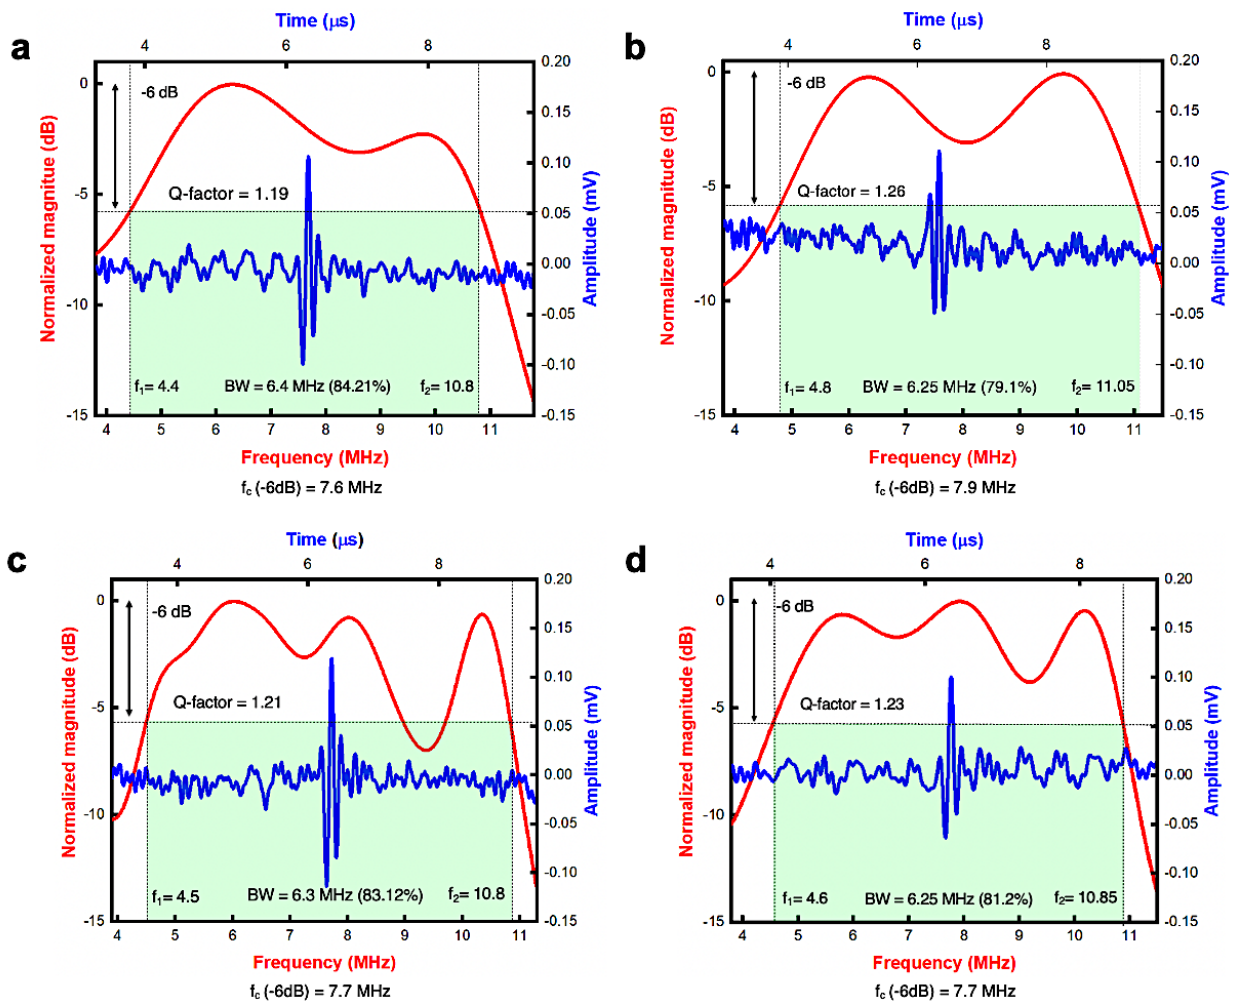 a
Time (μs)
4 6 8
Normalized magnitue (dB)
0
-5
-10
-15
-6 dB
Q-factor = 1.19
f1= 4.4 BW = 6.4 MHz (84.21%) f2= 10.8
0.20
0.15
0.10
0.05
0.00
-0.05
-0.10
-0.15
Amplitude (mV)
4 5 6 7 8 9 10 11
Frequency (MHz)
fc (-6dB) = 7.6 MHz
b
Time (μs)
4 6 8
Normalized magnitude (dB)
0
-5
-10
-15
-6 dB
Q-factor = 1.26
f1= 4.8 BW = 6.25 MHz (79.1%) f2= 11.05
0.20
0.15
0.10
0.05
0.00
-0.05
-0.10
-0.15
Amplitude (mV)
4 5 6 7 8 9 10 11
Frequency (MHz)
fc (-6dB) = 7.9 MHz
c
Time (μs)
4 6 8
Normalized magnitude (dB)
0
-5
-10
-15
-6 dB
Q-factor = 1.21
f1= 4.5 BW = 6.3 MHz (83.12%) f2= 10.8
0.20
0.15
0.10
0.05
0.00
-0.05
-0.10
-0.15
Amplitude (mV)
4 5 6 7 8 9 10 11
Frequency (MHz)
fc (-6dB) = 7.7 MHz
d
Time (μs)
4 6 8
Normalized magnitude (dB)
0
-5
-10
-15
-6 dB
Q-factor = 1.23
f1= 4.6 BW = 6.25 MHz (81.2%) f2= 10.85
0.20
0.15
0.10
0.05
0.00
-0.05
-0.10
-0.15
Amplitude (mV)
4 5 6 7 8 9 10 11
Frequency (MHz)
fc (-6dB) = 7.7 MHz